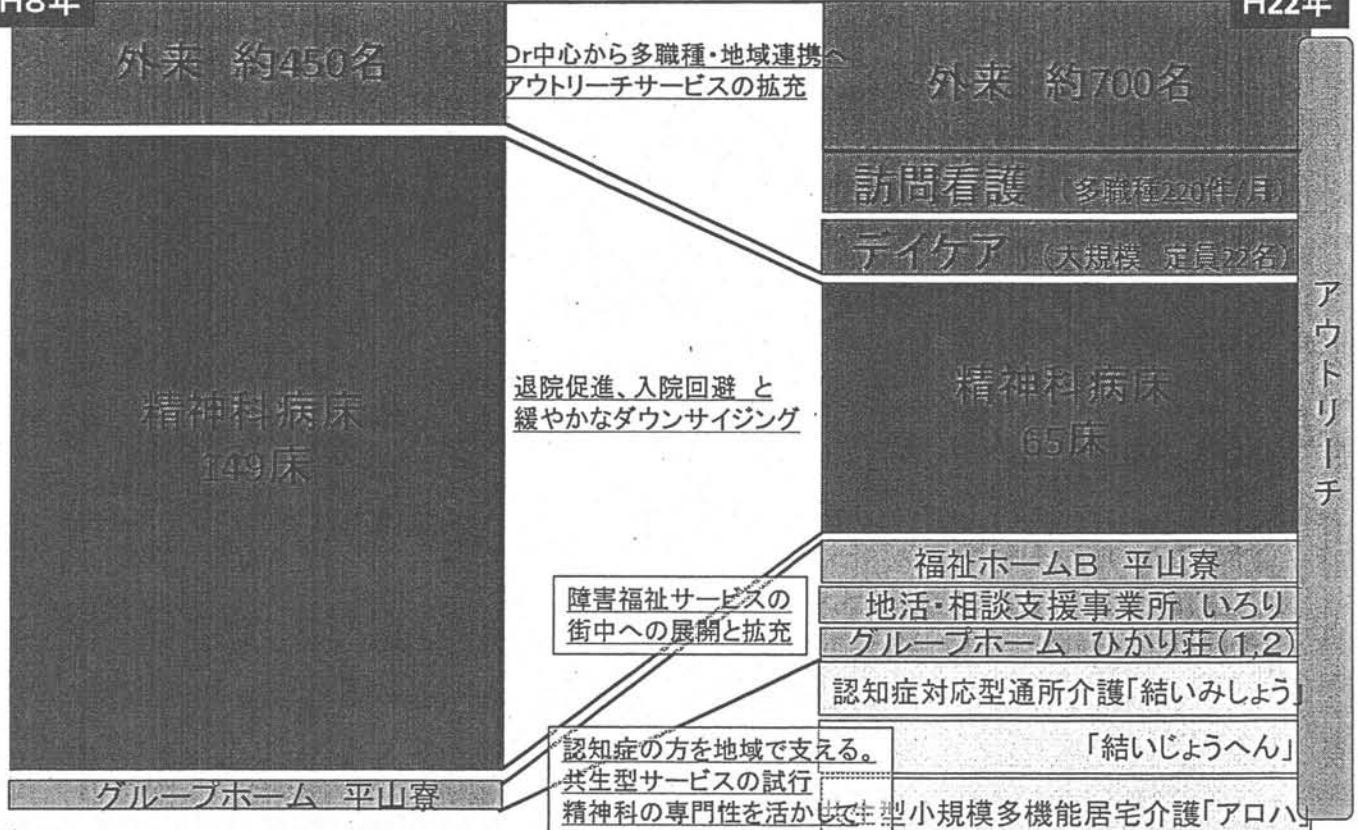 H8年
H22年
外来 約450名
Dr中心から多職種・地域連携へ
アウトリーチサービスの拡充
外来 約700名
訪問看護 (多職種220件/月)
デイケア (大規模 定員22名)
アウトリーチ
精神科病床
149床
退院促進、入院回避 と
緩やかなダウンサイジング
精神科病床
65床
福祉ホームB 平山寮
障害福祉サービスの
街中への展開と拡充
地活・相談支援事業所 いろり
グループホーム ひかり荘(1,2)
認知症対応型通所介護「結いみしょう」
「結いじょうへん」
認知症の方を地域で支える。
共生型サービスの試行
精神科の専門性を活かして
生型小規模多機能居宅介護「アロハ」
グループホーム 平山寮